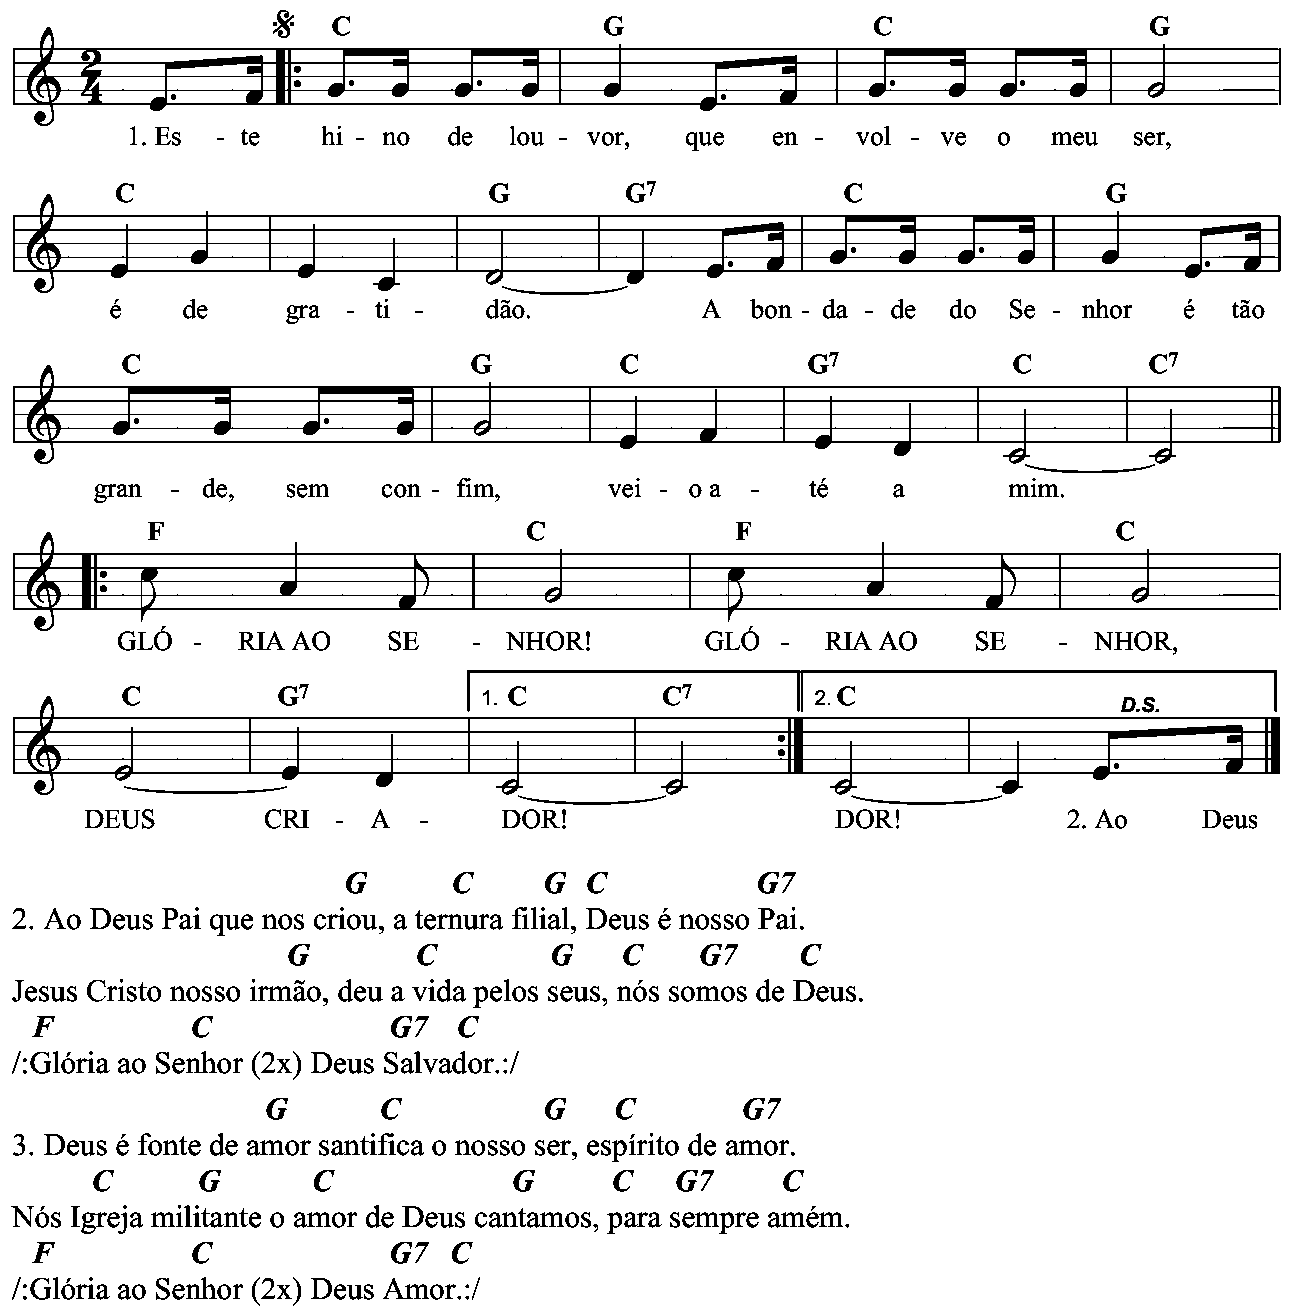 C G C G
1. Es - te hi - no de lou - vor, que en - vol - ve o meu ser,
C G G7 C G
é de gra - ti - dão. A bon - da - de do Se - nhor é tão
C G C G7 C C7
gran - de, sem con - fim, vei - o a - té a mim.
F C F C
GLÓ - RIA AO SE - NHOR! GLÓ - RIA AO SE - NHOR,
C G7 1. C C7 2. C D.S.
DEUS CRI - A - DOR! DOR! 2. Ao Deus
G C G C G7
2. Ao Deus Pai que nos criou, a ternura filial, Deus é nosso Pai.
G C G C G7 C
Jesus Cristo nosso irmão, deu a vida pelos seus, nós somos de Deus.
F C G7 C
/:Glória ao Senhor (2x) Deus Salvador.:/
G C G C G7
3. Deus é fonte de amor santifica o nosso ser, espírito de amor.
C G C G C G7 C
Nós Igreja militante o amor de Deus cantamos, para sempre amém.
F C G7 C
/:Glória ao Senhor (2x) Deus Amor.:/